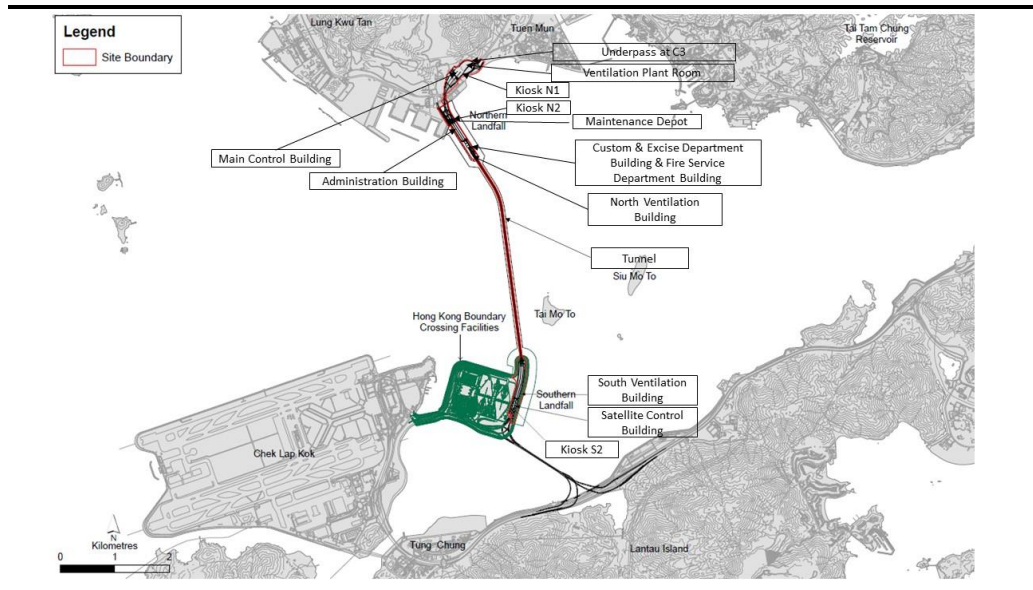 Lung Kwu Tan
Tuen Mun
Tai Tam Chung
Reservoir
Legend
Site Boundary
Underpass at C3
Ventilation Plant Room
Kiosk N1
Kiosk N2
Northern
Landfall
Maintenance Depot
Main Control Building
Administration Building
Custom & Excise Department
Building & Fire Service
Department Building
North Ventilation
Building
Tunnel
Siu Mo To
Tai Mo To
Hong Kong Boundary
Crossing Facilities
South Ventilation
Building
Southern
Landfall
Satellite Control
Building
Kiosk S2
Chek Lap Kok
Tung Chung
Lantau Island
N
Kilometres
0 1 2